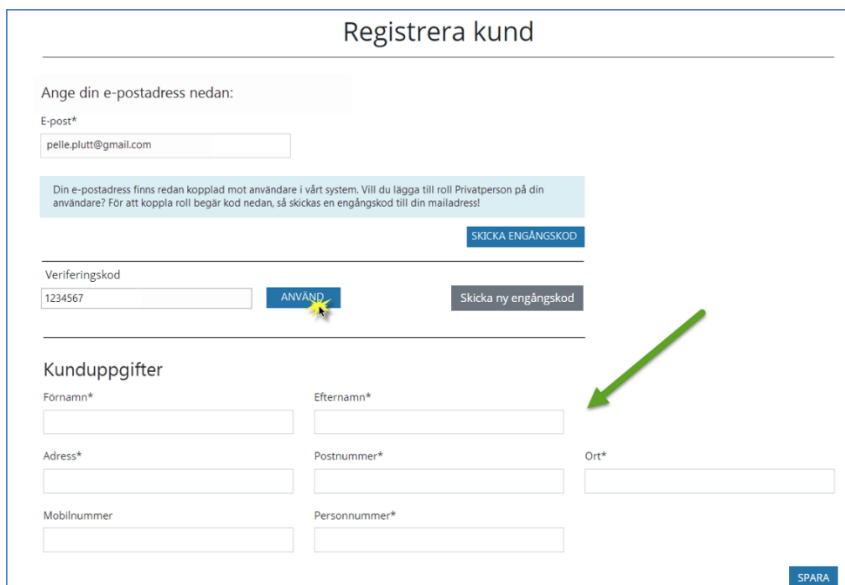 Registrera kund
Ange din e-postadress nedan:
E-post*
pelle.plutt@gmail.com
Din e-postadress finns redan kopplad mot användare i vårt system. Vill du lägga till roll Privatperson på din
användare? För att koppla roll begär kod nedan, så skickas en engångskod till din mailadress!
SKICKA ENGÅNGSKOD
Veriferingskod
1234567
ANVÄND
Skicka ny engångskod
Kunduppgifter
Förnamn*
Efternamn*
Adress*
Postnummer*
Ort*
Mobilnummer
Personnummer*
SPARA